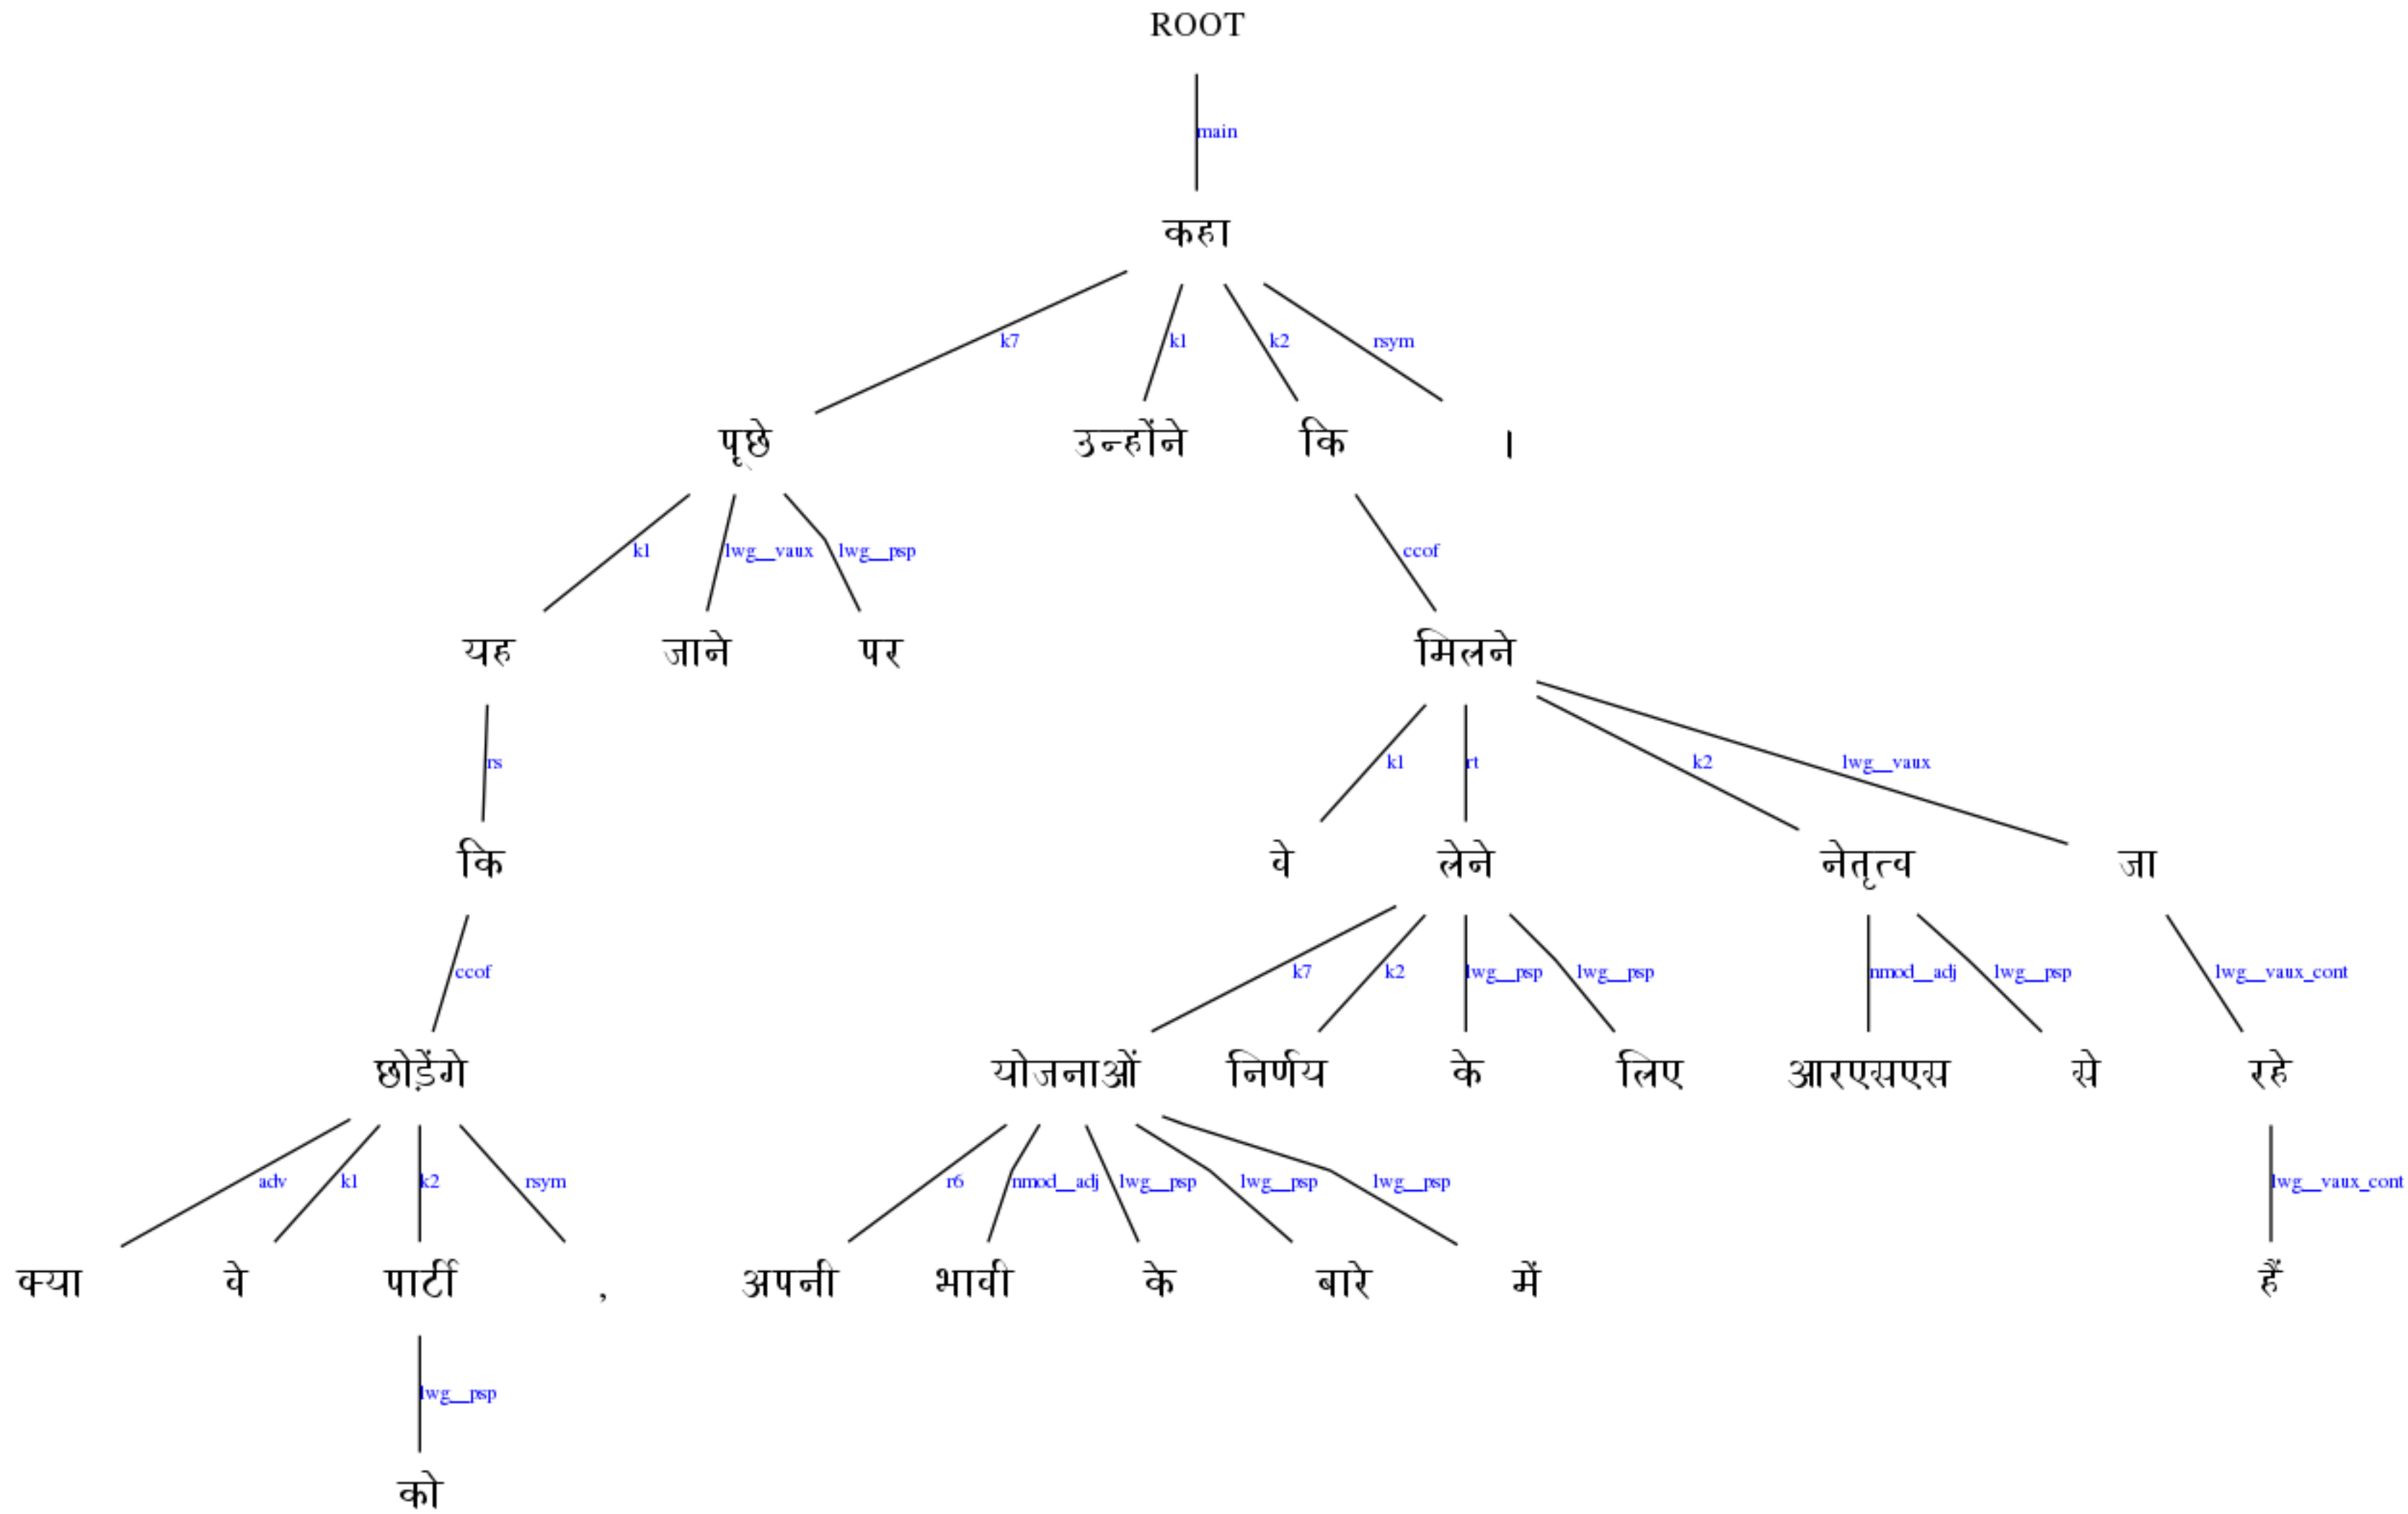 ROOT
main
कहा
k7 k1 k2 rsym
पूछे उन्होंने कि ।
k1 lwg__vaux lwg__psp ccof
यह जाने पर मिलने
rs k1 rt k2 lwg__vaux
कि वे लेने नेतृत्व जा
ccof k7 k2 lwg__psp lwg__psp nmod__adj lwg__psp lwg__vaux_cont
छोड़ेंगे योजनाओं निर्णय के लिए आरएसएस से रहे
adv k1 k2 rsym r6 nmod__adj lwg__psp lwg__psp lwg__psp lwg__vaux_cont
क्या वे पार्टी , अपनी भावी के बारे में हैं
lwg__psp
को